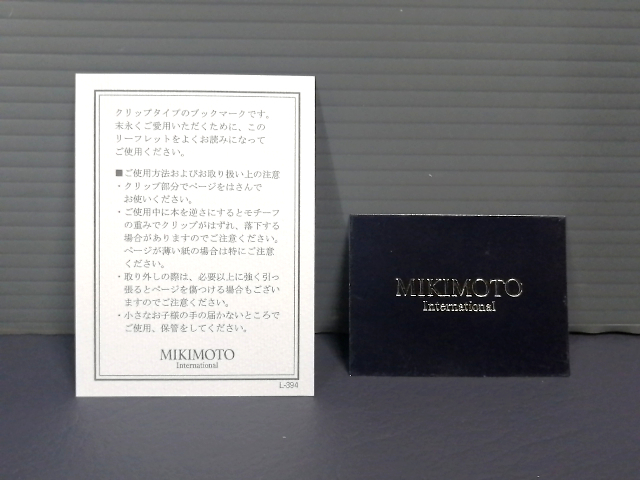 クリップタイプのブックマークです。
末永くご愛用いただくために、この
リーフレットをよくお読みになって
ご使用ください。
■ご使用方法およびお取り扱い上の注意
・クリップ部分でページをはさんで
お使いください。
・ご使用中に本を逆さにするとモチーフ
の重みでクリップがはずれ、落下する
場合がありますのでご注意ください。
ページが薄い紙の場合は特にご注意
ください。
・取り外しの際は、必要以上に強く引っ
張るとページを傷つける場合もござい
ますのでご注意ください。
・小さなお子様の手の届かないところで
ご使用、保管をしてください。
MIKIMOTO
International
L-394
MIKIMOTO
International